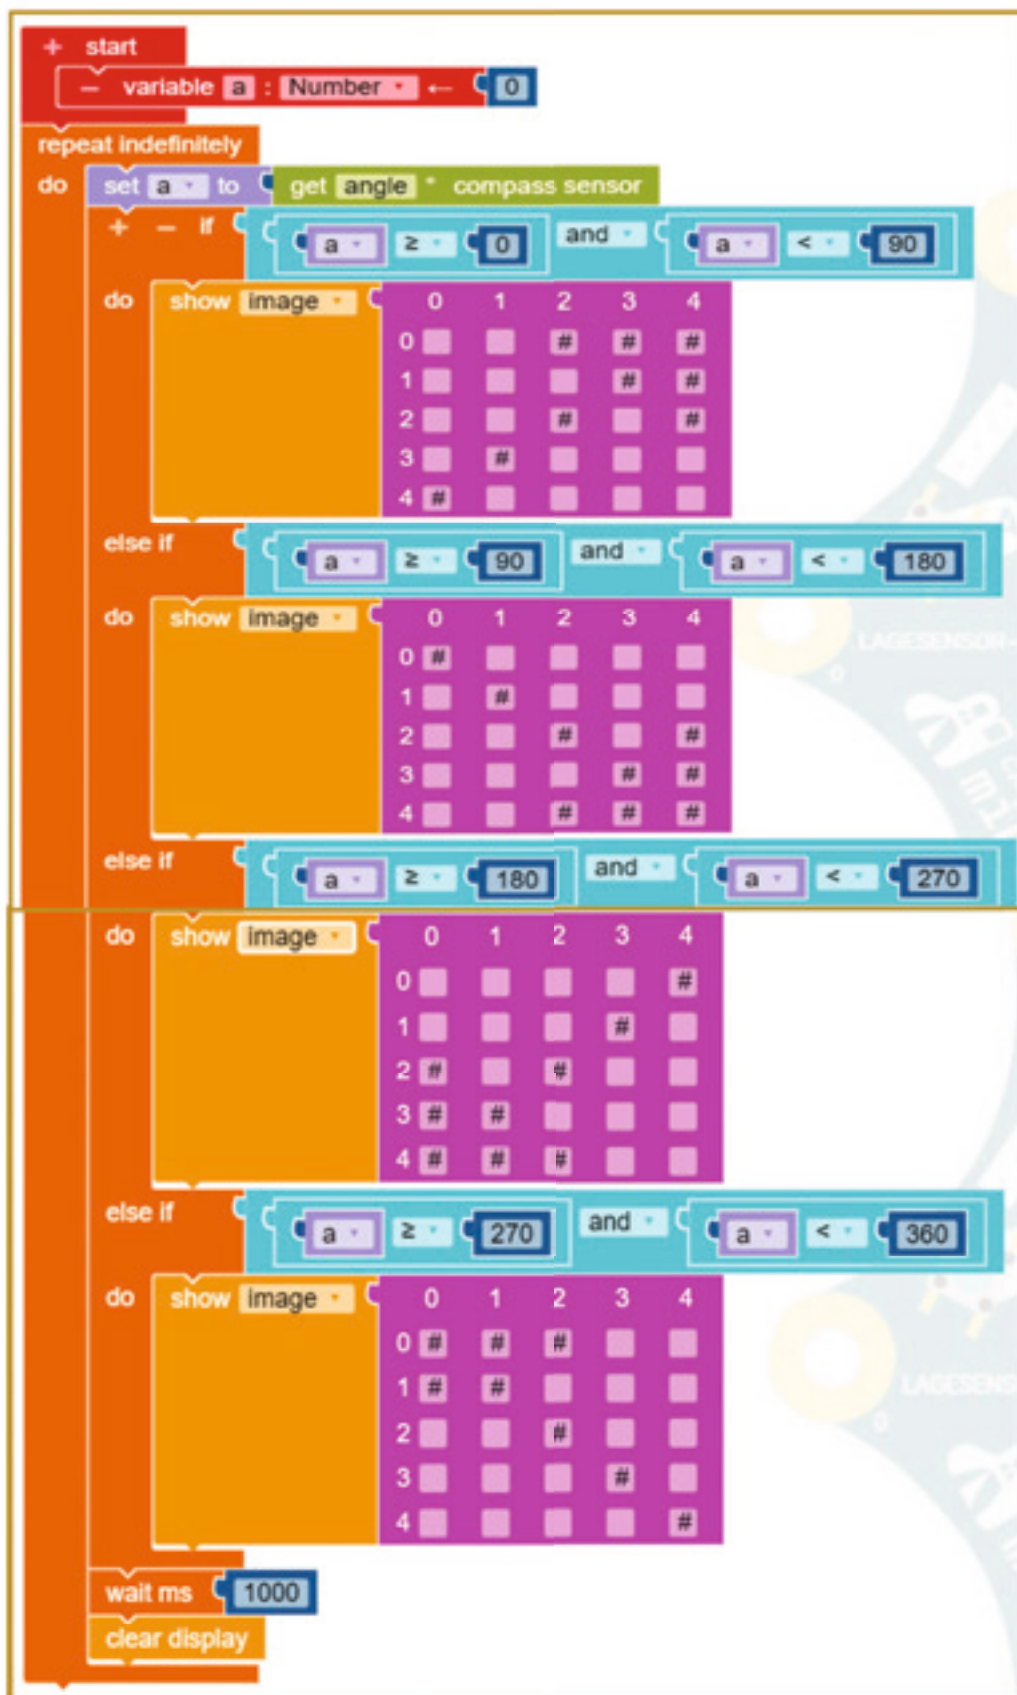 + start
− variable a : Number ← 0
repeat indefinitely
do set a to get angle ° compass sensor
+ − if a ≥ 0 and a < 90
do show image 0 1 2 3 4
0 # # #
1 # #
2 # #
3 #
4 #
else if a ≥ 90 and a < 180
do show image 0 1 2 3 4
0 #
1 #
2 # #
3 # #
4 # # #
else if a ≥ 180 and a < 270
do show image 0 1 2 3 4
0 #
1 #
2 # #
3 # #
4 # # #
else if a ≥ 270 and a < 360
do show image 0 1 2 3 4
0 # # #
1 # #
2 #
3 #
4 #
wait ms 1000
clear display
LAGESENSOR-
0
0